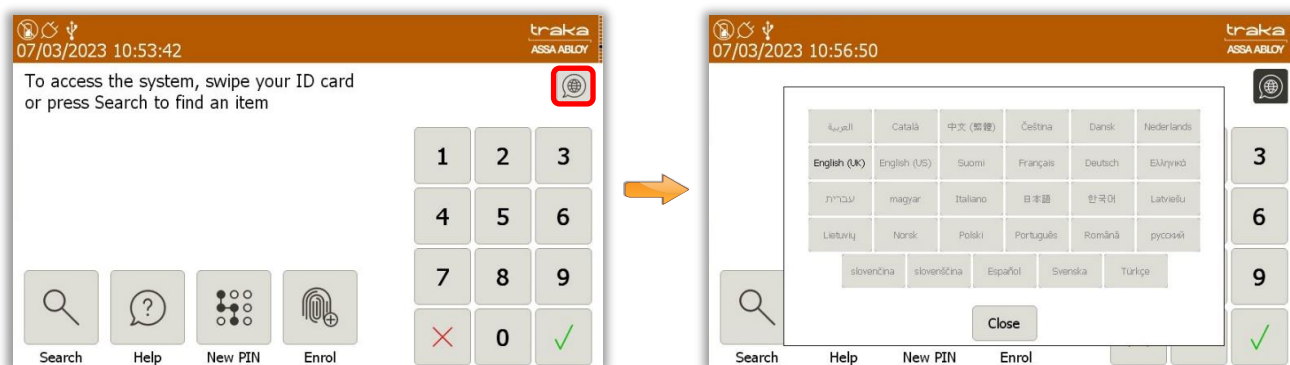 07/03/2023 10:53:42
traka
ASSA ABLOY
To access the system, swipe your ID card
or press Search to find an item
1 2 3
4 5 6
7 8 9
0
Search Help New PIN Enrol
07/03/2023 10:56:50
traka
ASSA ABLOY
العربية Català 中文 (繁體) Čeština Dansk Nederlands
English (UK) English (US) Suomi Français Deutsch Ελληνικά
עברית magyar Italiano 日本語 한국어 Latviešu
Lietuvių Norsk Polski Português Română русский
slovenčina slovenščina Español Svenska Türkçe
Close
3
6
9
Search Help New PIN Enrol